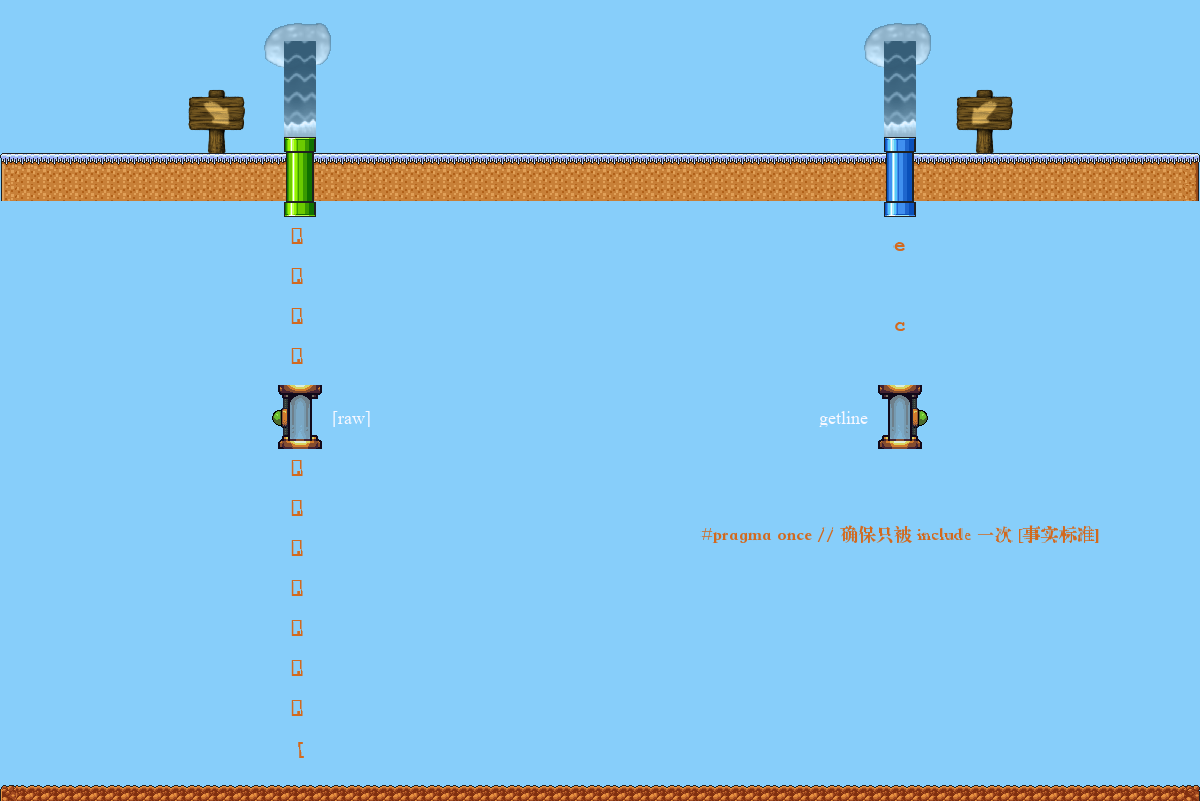 e
c
[raw]
getline
#pragma once // 确保只被 include 一次 [事实标准]
[